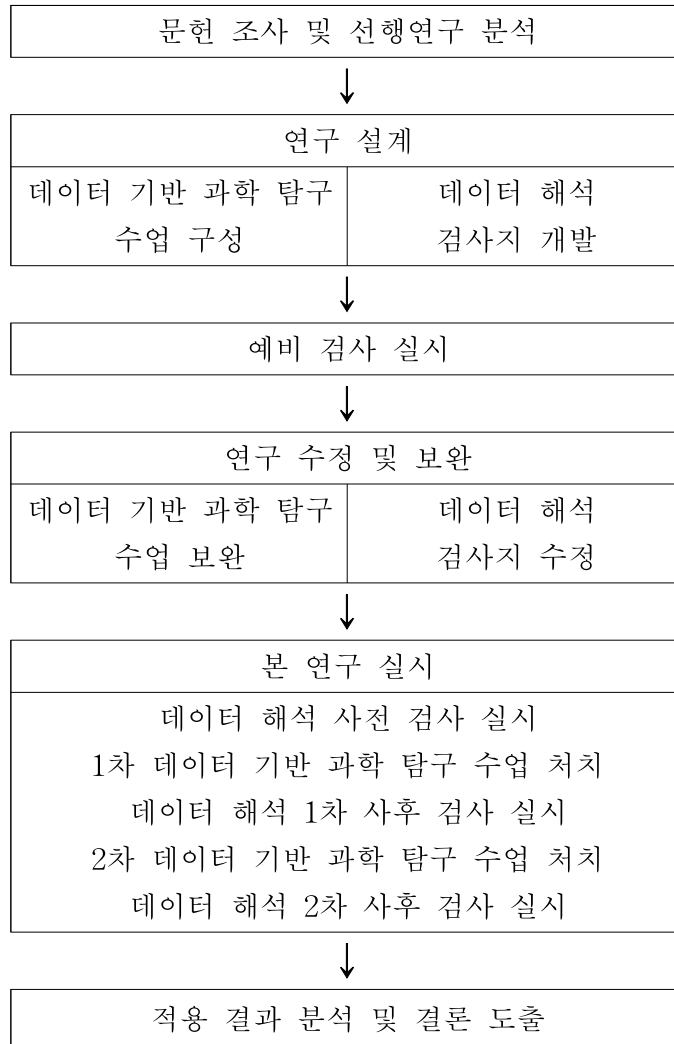 문헌 조사 및 선행연구 분석
연구 설계
데이터 기반 과학 탐구
수업 구성
데이터 해석
검사지 개발
예비 검사 실시
연구 수정 및 보완
데이터 기반 과학 탐구
수업 보완
데이터 해석
검사지 수정
본 연구 실시
데이터 해석 사전 검사 실시
1차 데이터 기반 과학 탐구 수업 처치
데이터 해석 1차 사후 검사 실시
2차 데이터 기반 과학 탐구 수업 처치
데이터 해석 2차 사후 검사 실시
적용 결과 분석 및 결론 도출